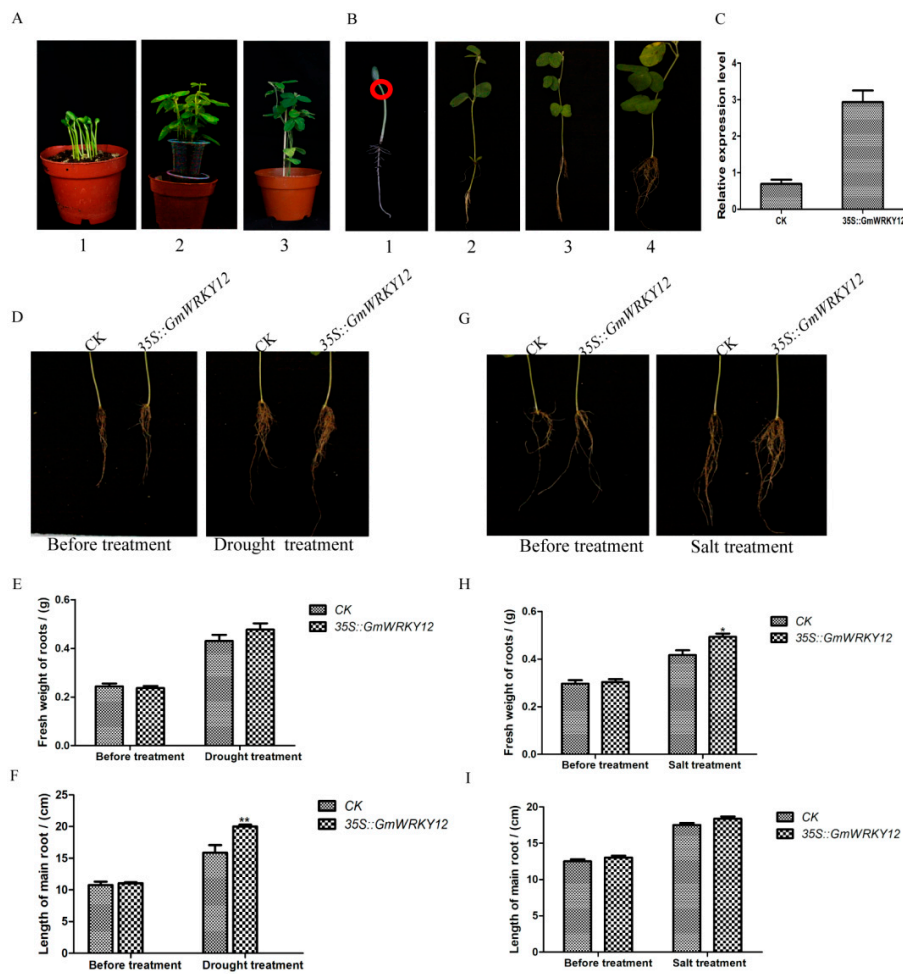 A
B
C
1
2
3
1
2
3
4
Relative expression level
4
3
2
1
0
CK
35S::GmWRKY12
D
CK
35S::GmWRKY12
CK
35S::GmWRKY12
Before treatment
Drought treatment
G
CK
35S::GmWRKY12
CK
35S::GmWRKY12
Before treatment
Salt treatment
E
Fresh weight of roots / (g)
0.6
0.4
0.2
0.0
Before treatment
Drought treatment
CK
35S::GmWRKY12
H
Fresh weight of roots / (g)
0.6
0.4
0.2
0.0
*
Before treatment
Salt treatment
CK
35S::GmWRKY12
F
Length of main root / (cm)
25
20
15
10
5
0
**
Before treatment
Drought treatment
CK
35S::GmWRKY12
I
Length of main root / (cm)
20
15
10
5
0
Before treatment
Salt treatment
CK
35S::GmWRKY12